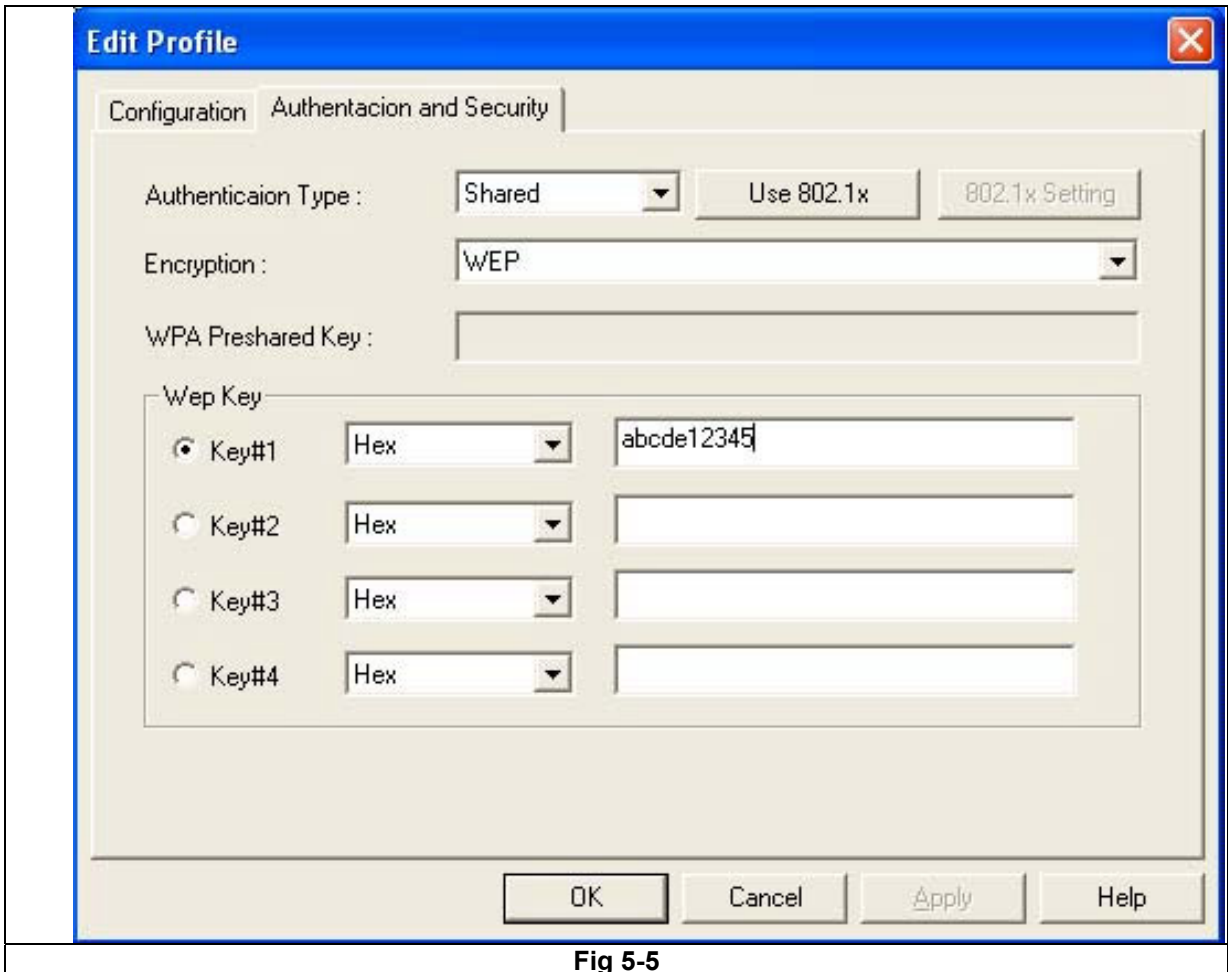 Edit Profile
Configuration Authentacion and Security
Authenticaion Type : Shared Use 802.1x 802.1x Setting
Encryption : WEP
WPA Preshared Key :
Wep Key
Key#1 Hex abcde12345
Key#2 Hex
Key#3 Hex
Key#4 Hex
OK Cancel Apply Help
Fig 5-5